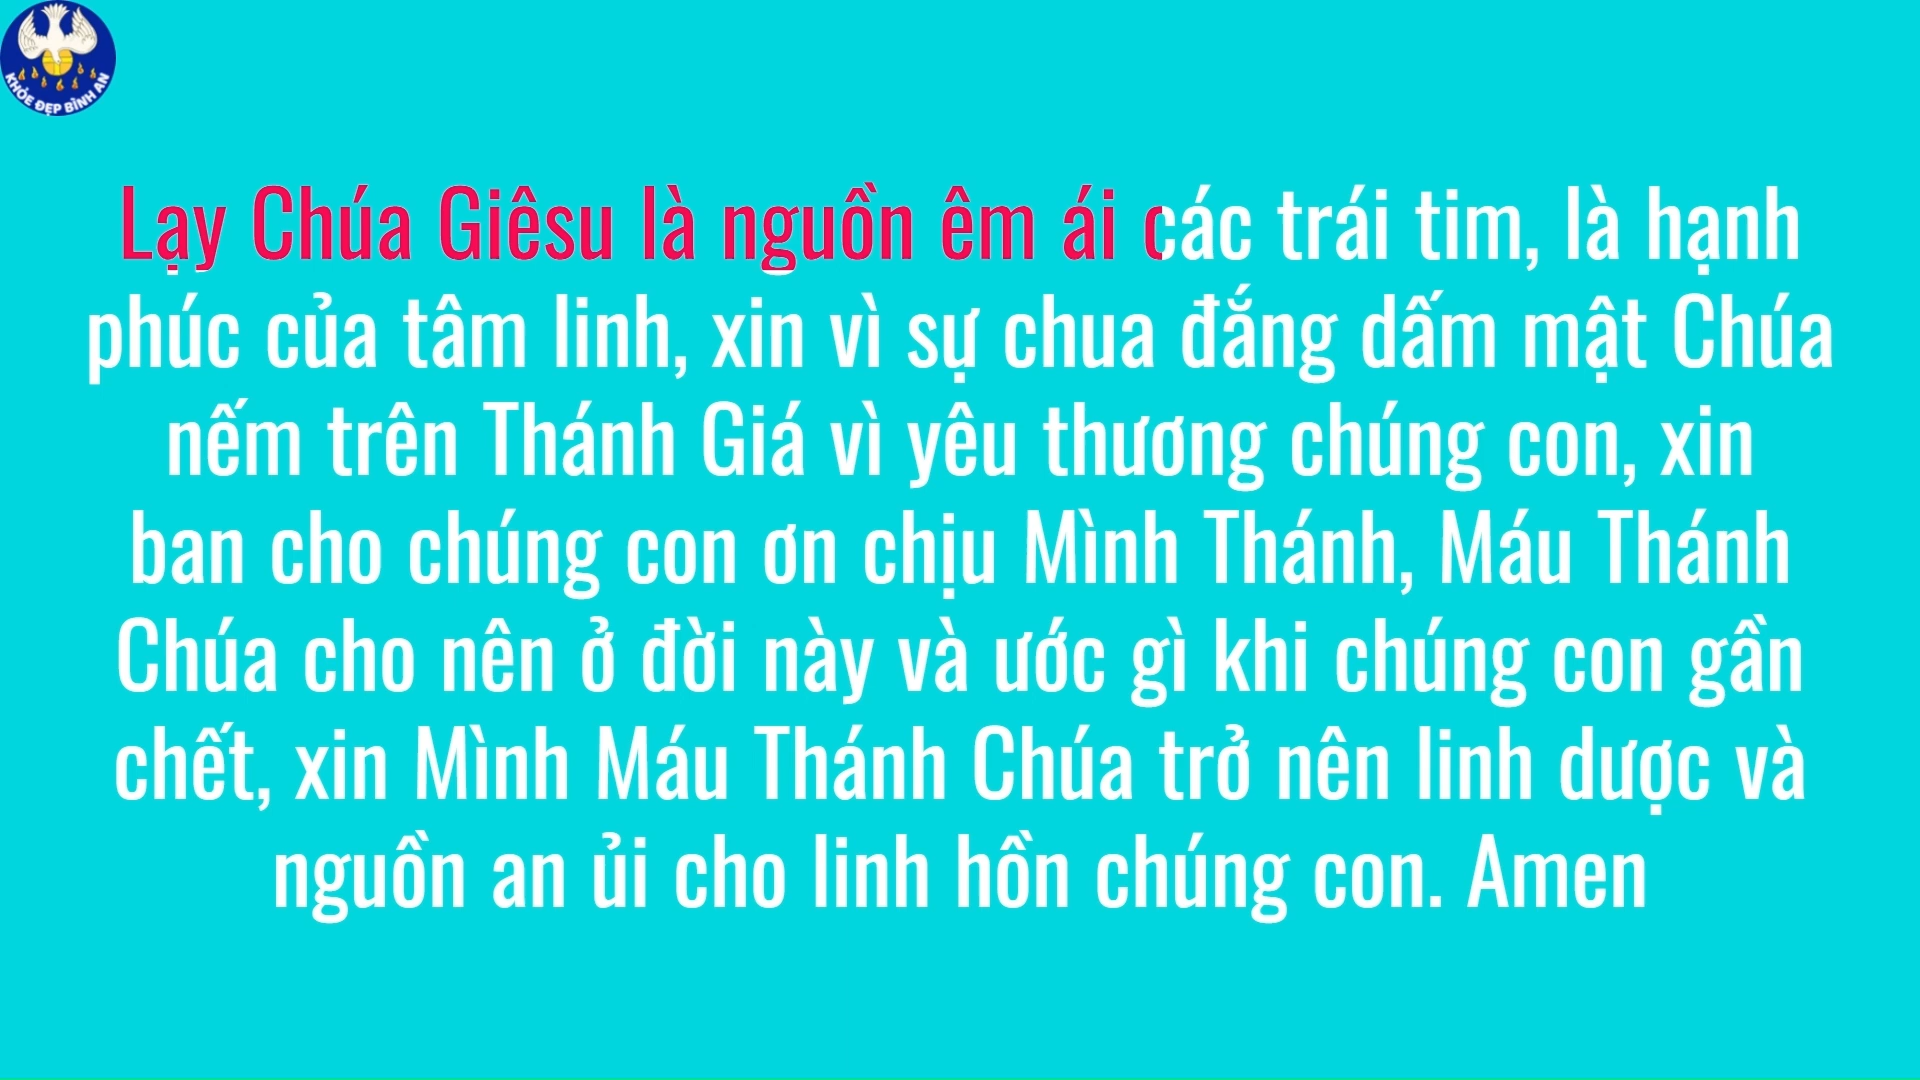 KHỎE ĐẸP BÌNH AN
Lạy Chúa Giêsu là nguồn êm ái các trái tim, là hạnh
phúc của tâm linh, xin vì sự chua đắng dấm mật Chúa
nếm trên Thánh Giá vì yêu thương chúng con, xin
ban cho chúng con ơn chịu Mình Thánh, Máu Thánh
Chúa cho nên ở đời này và ước gì khi chúng con gần
chết, xin Mình Máu Thánh Chúa trở nên linh dược và
nguồn an ủi cho linh hồn chúng con. Amen